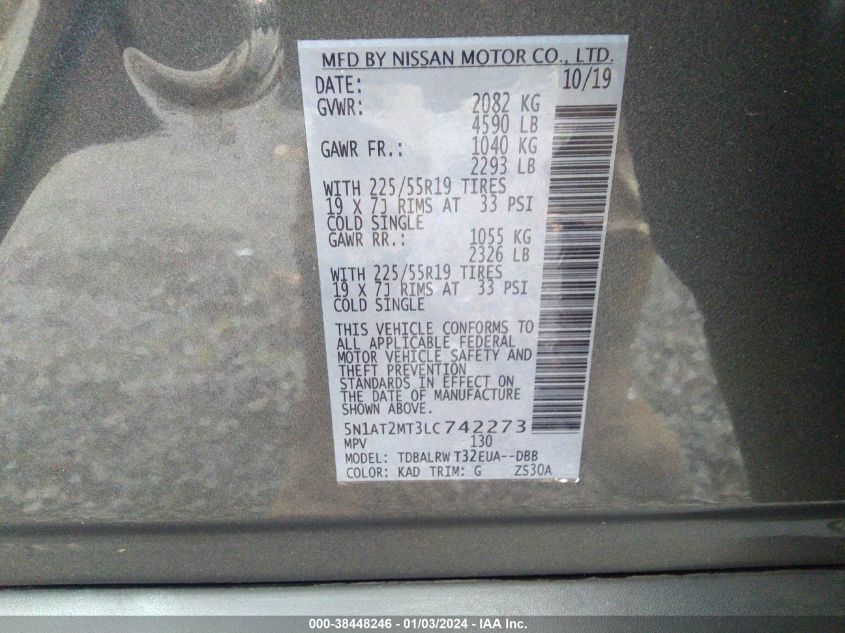 MFD BY NISSAN MOTOR CO., LTD.
DATE: 10/19
GVWR: 2082 KG
4590 LB
GAWR FR.: 1040 KG
2293 LB
WITH 225/55R19 TIRES
19 X 7J RIMS AT 33 PSI
COLD SINGLE
GAWR RR.: 1055 KG
2326 LB
WITH 225/55R19 TIRES
19 X 7J RIMS AT 33 PSI
COLD SINGLE
THIS VEHICLE CONFORMS TO
ALL APPLICABLE FEDERAL
MOTOR VEHICLE SAFETY AND
THEFT PREVENTION
STANDARDS IN EFFECT ON
THE DATE OF MANUFACTURE
SHOWN ABOVE.
5N1AT2MT3LC742273
MPV 130
MODEL: TDBALRW T32EUA--DBB
COLOR: KAD TRIM: G ZS30A
000-38448246 - 01/03/2024 - IAA Inc.